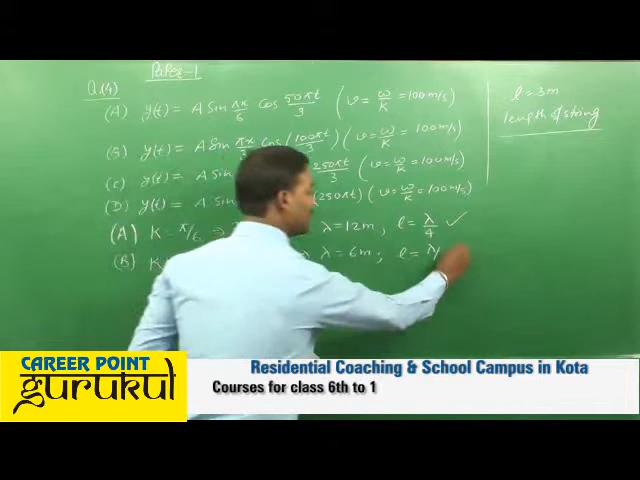 Paper-1
Q.(4)
(A) y(t) = A Sin πx/6 Cos 50πt/3 (v = ω/K = 100 m/s)
(B) y(t) = A Sin πx/3 Cos (100πt/3) (v = ω/K = 100 m/s)
(C) y(t) = A Sin 250πt/3 (v = ω/K = 100 m/s)
(D) y(t) = A Sin (250πt) (v = ω/K = 100 m/s)
(A) K = π/6 ⇒ λ = 12m, l = λ/4 ✓
(B) K λ = 6m; l = λ/
l = 3m
length of string
CAREER POINT
gurukul
Residential Coaching & School Campus in Kota
Courses for class 6th to 1